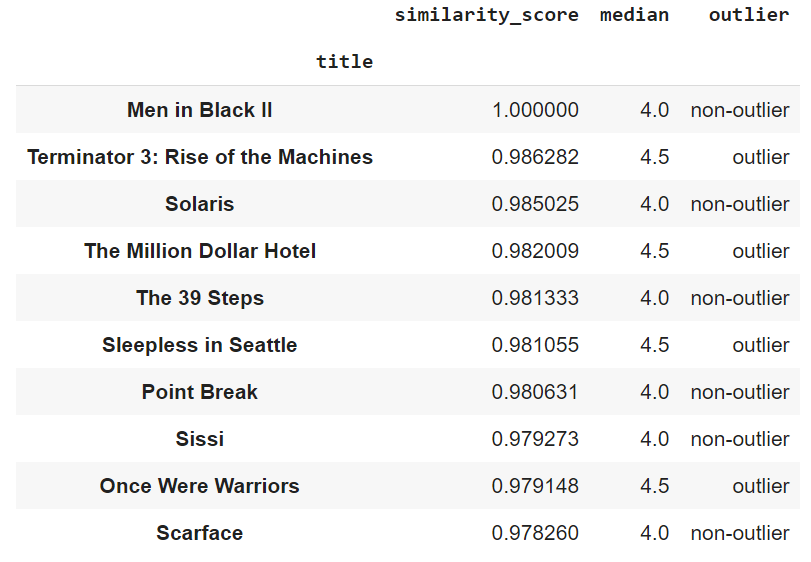 similarity_score median outlier
title
Men in Black II 1.000000 4.0 non-outlier
Terminator 3: Rise of the Machines 0.986282 4.5 outlier
Solaris 0.985025 4.0 non-outlier
The Million Dollar Hotel 0.982009 4.5 outlier
The 39 Steps 0.981333 4.0 non-outlier
Sleepless in Seattle 0.981055 4.5 outlier
Point Break 0.980631 4.0 non-outlier
Sissi 0.979273 4.0 non-outlier
Once Were Warriors 0.979148 4.5 outlier
Scarface 0.978260 4.0 non-outlier